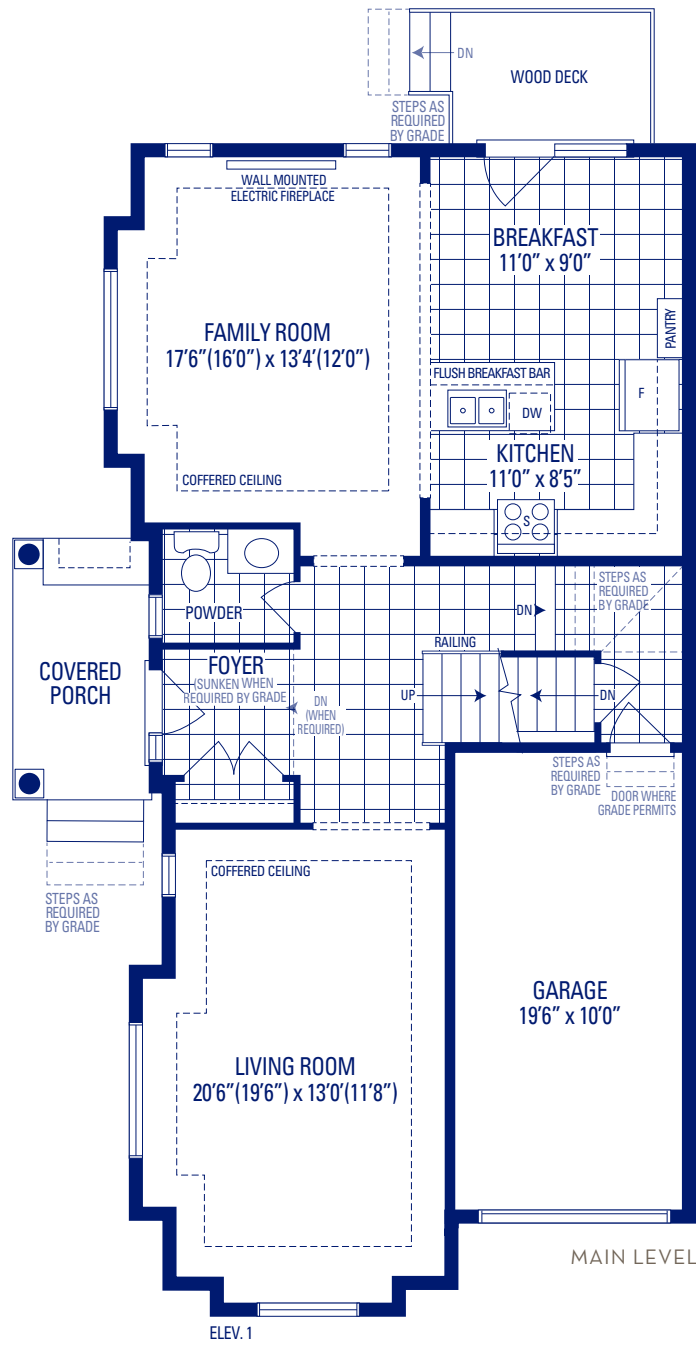 DN
WOOD DECK
STEPS AS
REQUIRED
BY GRADE
WALL MOUNTED
ELECTRIC FIREPLACE
BREAKFAST
11'0" x 9'0"
FAMILY ROOM
17'6"(16'0") x 13'4'(12'0")
PANTRY
FLUSH BREAKFAST BAR
F
DW
KITCHEN
11'0" x 8'5"
COFFERED CEILING
S
POWDER
STEPS AS
REQUIRED
BY GRADE
DN
RAILING
COVERED
PORCH
FOYER
(SUNKEN WHEN
REQUIRED BY GRADE
DN
(WHEN
REQUIRED)
UP
DN
STEPS AS
REQUIRED
BY GRADE
DOOR WHERE
GRADE PERMITS
STEPS AS
REQUIRED
BY GRADE
COFFERED CEILING
GARAGE
19'6" x 10'0"
LIVING ROOM
20'6"(19'6") x 13'0'(11'8")
MAIN LEVEL
ELEV. 1